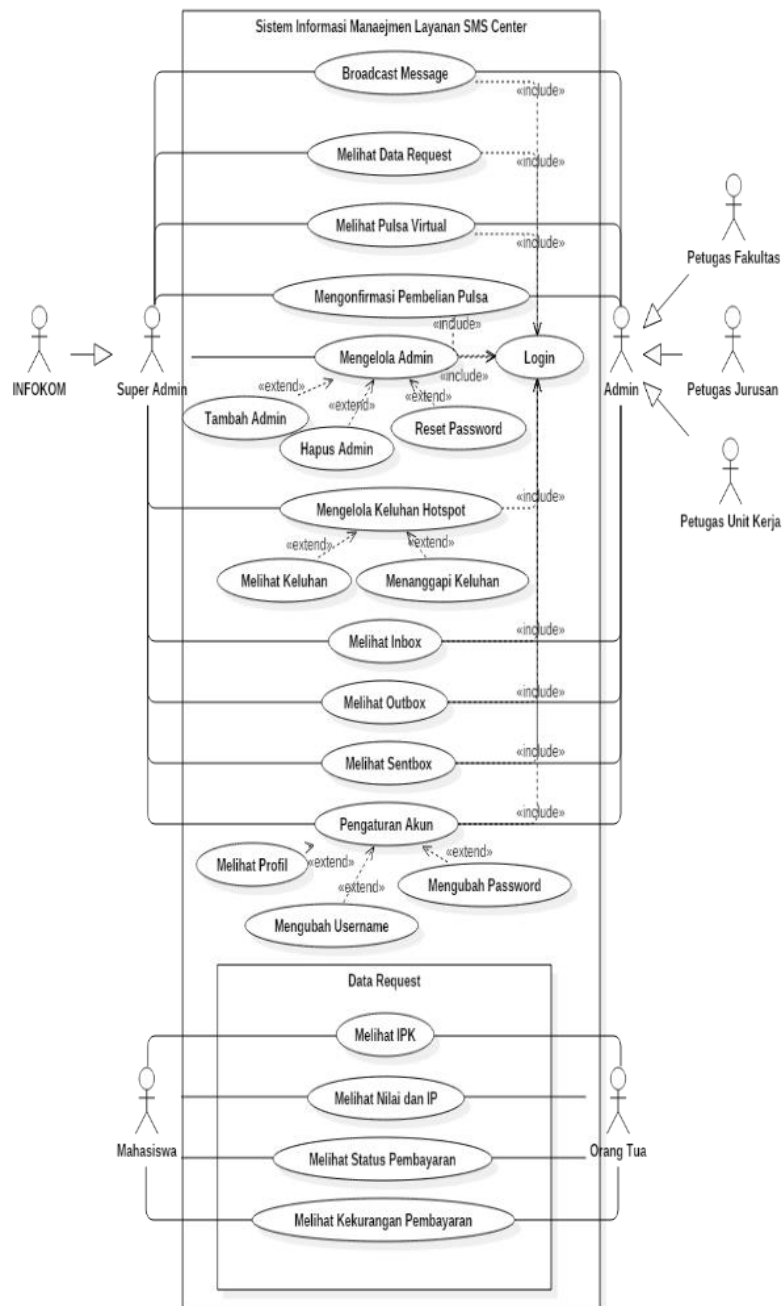 Sistem Informasi Manaejmen Layanan SMS Center
Broadcast Message
«include»
Melihat Data Request
«include»
Melihat Pulsa Virtual
«include»
Petugas Fakultas
Mengonfirmasi Pembelian Pulsa
«include»
INFOKOM
Super Admin
Mengelola Admin
«include»
Login
Admin
Petugas Jurusan
«extend»
«extend»
«extend»
Tambah Admin
Hapus Admin
Reset Password
Mengelola Keluhan Hotspot
«include»
Petugas Unit Kerja
«extend»
«extend»
Melihat Keluhan
Menanggapi Keluhan
Melihat Inbox
«include»
Melihat Outbox
«include»
Melihat Sentbox
«include»
Pengaturan Akun
«include»
Melihat Profil
«extend»
«extend»
«extend»
Mengubah Password
Mengubah Username
Data Request
Melihat IPK
Melihat Nilai dan IP
Mahasiswa
Melihat Status Pembayaran
Orang Tua
Melihat Kekurangan Pembayaran